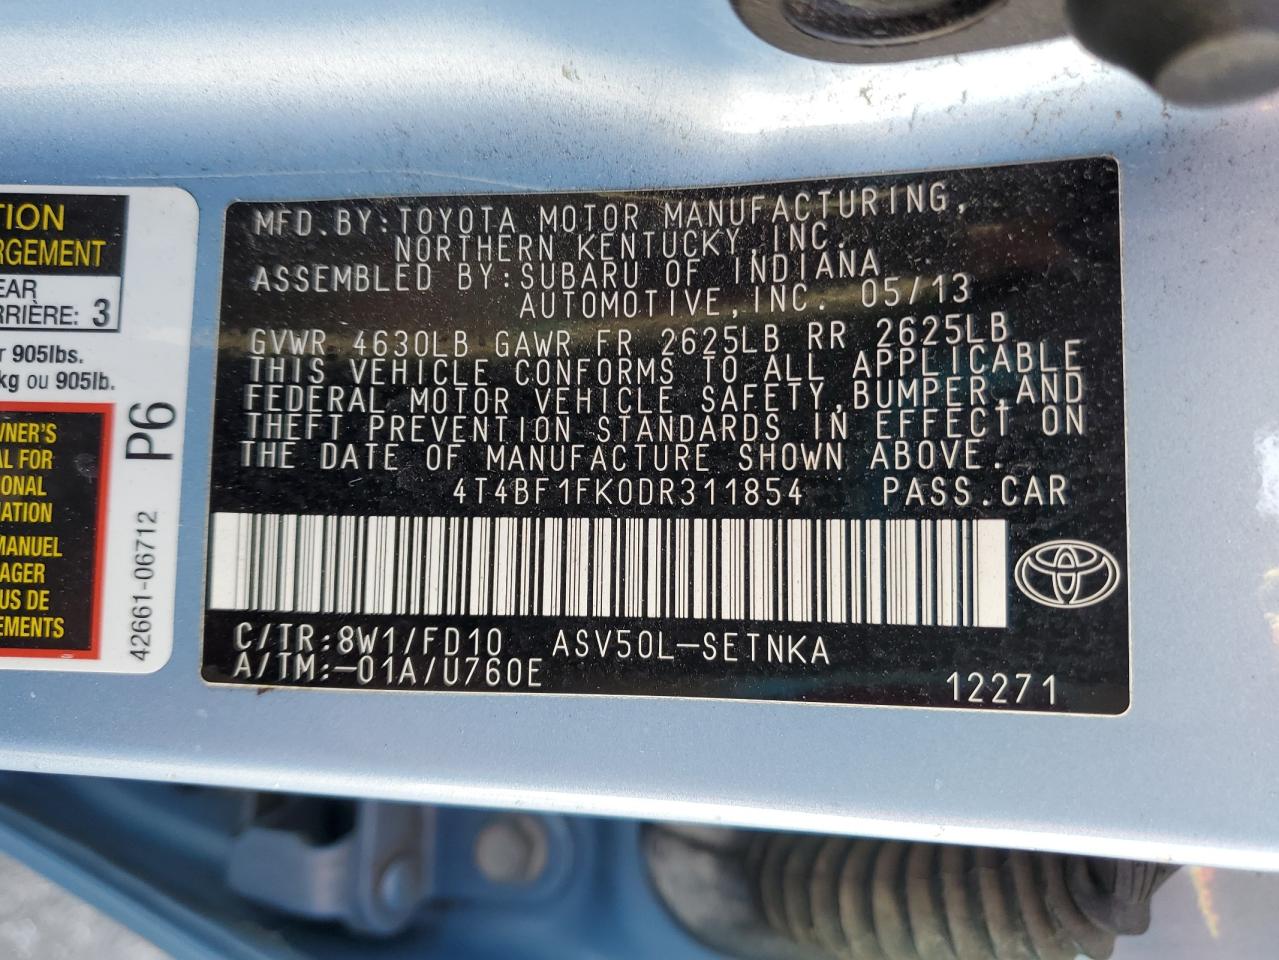 TION
RGEMENT
EAR
RRIÈRE: 3
r 905lbs.
kg ou 905lb.
WNER'S
AL FOR
ONAL
ATION
MANUEL
AGER
US DE
EMENTS
P6
42661-06712
MFD.BY:TOYOTA MOTOR MANUFACTURING,
NORTHERN KENTUCKY,INC.
ASSEMBLED BY:SUBARU OF INDIANA
AUTOMOTIVE,INC. 05/13
GVWR 4630LB GAWR FR 2625LB RR 2625LB
THIS VEHICLE CONFORMS TO ALL APPLICABLE
FEDERAL MOTOR VEHICLE SAFETY,BUMPER,AND
THEFT PREVENTION STANDARDS IN EFFECT ON
THE DATE OF MANUFACTURE SHOWN ABOVE.
4T4BF1FK0DR311854 PASS.CAR
C/TR:8W1/FD10 ASV50L-SETNKA
A/TM:-01A/U760E
12271